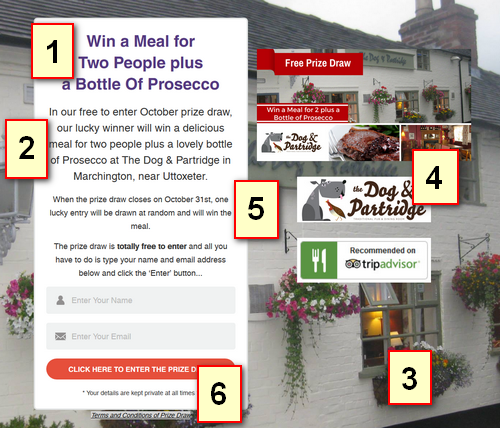 1
Win a Meal for
Two People plus
a Bottle Of Prosecco
2
In our free to enter October prize draw,
our lucky winner will win a delicious
meal for two people plus a lovely bottle
of Prosecco at The Dog & Partridge in
Marchington, near Uttoxeter.
When the prize draw closes on October 31st, one
lucky entry will be drawn at random and will win the
meal.
The prize draw is totally free to enter and all you
have to do is type your name and email address
below and click the 'Enter' button...
Enter Your Name
Enter Your Email
CLICK HERE TO ENTER THE PRIZE D
* Your details are kept private at all times
6
Terms and Conditions of Prize Draw
Free Prize Draw
Dog & Partridge
Win a Meal for 2 plus a
Bottle of Prosecco
the Dog &
Partridge
4
5
the Dog &
Partridge
Recommended on
tripadvisor
3